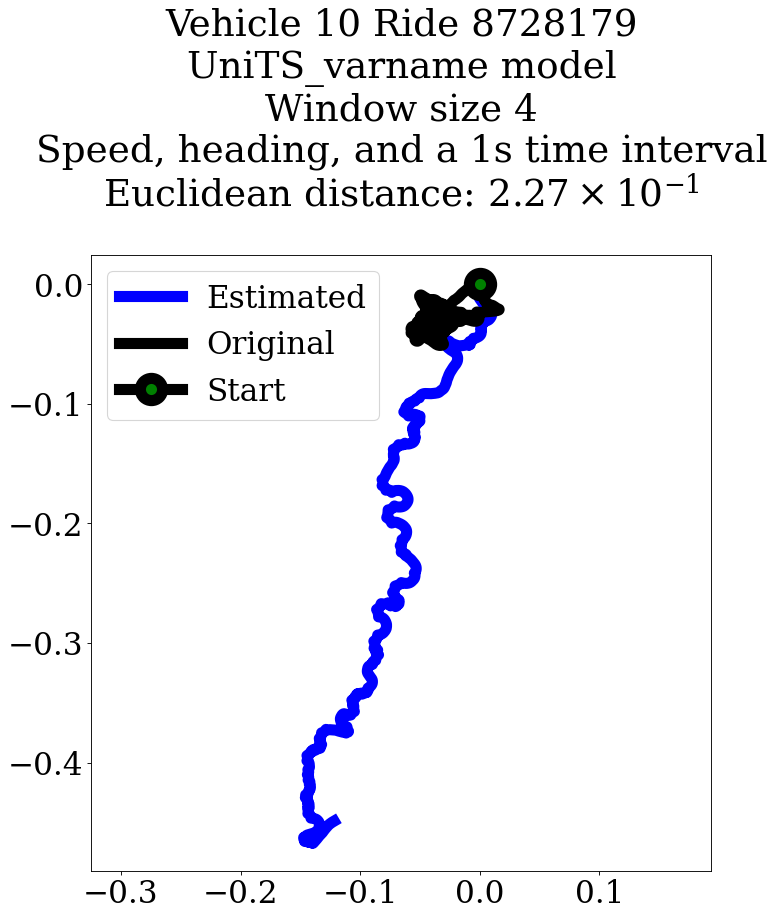 Vehicle 10 Ride 8728179
UniTS_varname model
Window size 4
Speed, heading, and a 1s time interval
Euclidean distance: 2.27 × 10⁻¹
Estimated
Original
Start
0.0
−0.1
−0.2
−0.3
−0.4
−0.3 −0.2 −0.1 0.0 0.1